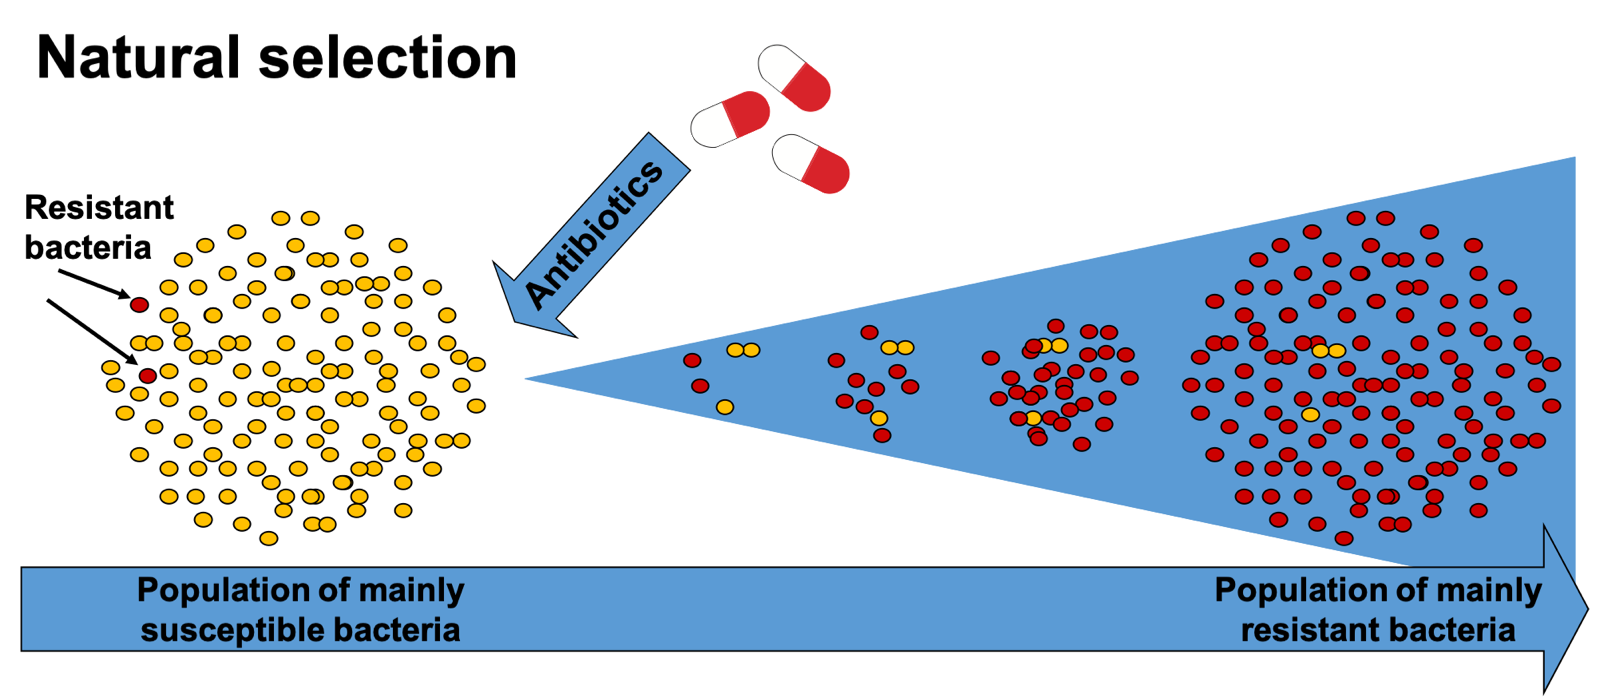 Natural selection
Resistant
bacteria
Antibiotics
Population of mainly
susceptible bacteria
Population of mainly
resistant bacteria